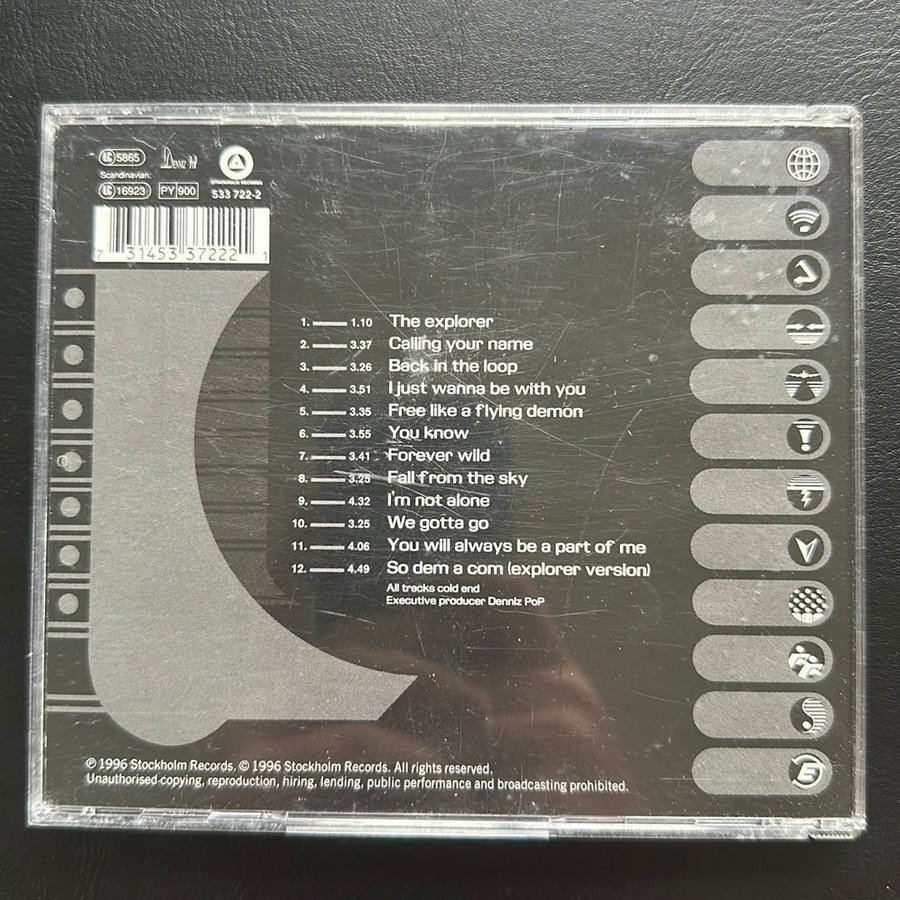 LC 5865
Denniz PoP
STOCKHOLM RECORDS
Scandinavian:
LC 16923 PY 900 533 722-2
7 31453 37222 1
1. 1.10 The explorer
2. 3.37 Calling your name
3. 3.26 Back in the loop
4. 3.51 I just wanna be with you
5. 3.35 Free like a flying demon
6. 3.55 You know
7. 3.41 Forever wild
8. 3.25 Fall from the sky
9. 4.32 I'm not alone
10. 3.25 We gotta go
11. 4.06 You will always be a part of me
12. 4.49 So dem a com (explorer version)
All tracks cold end
Executive producer Denniz PoP
℗ 1996 Stockholm Records. © 1996 Stockholm Records. All rights reserved.
Unauthorised copying, reproduction, hiring, lending, public performance and broadcasting prohibited.